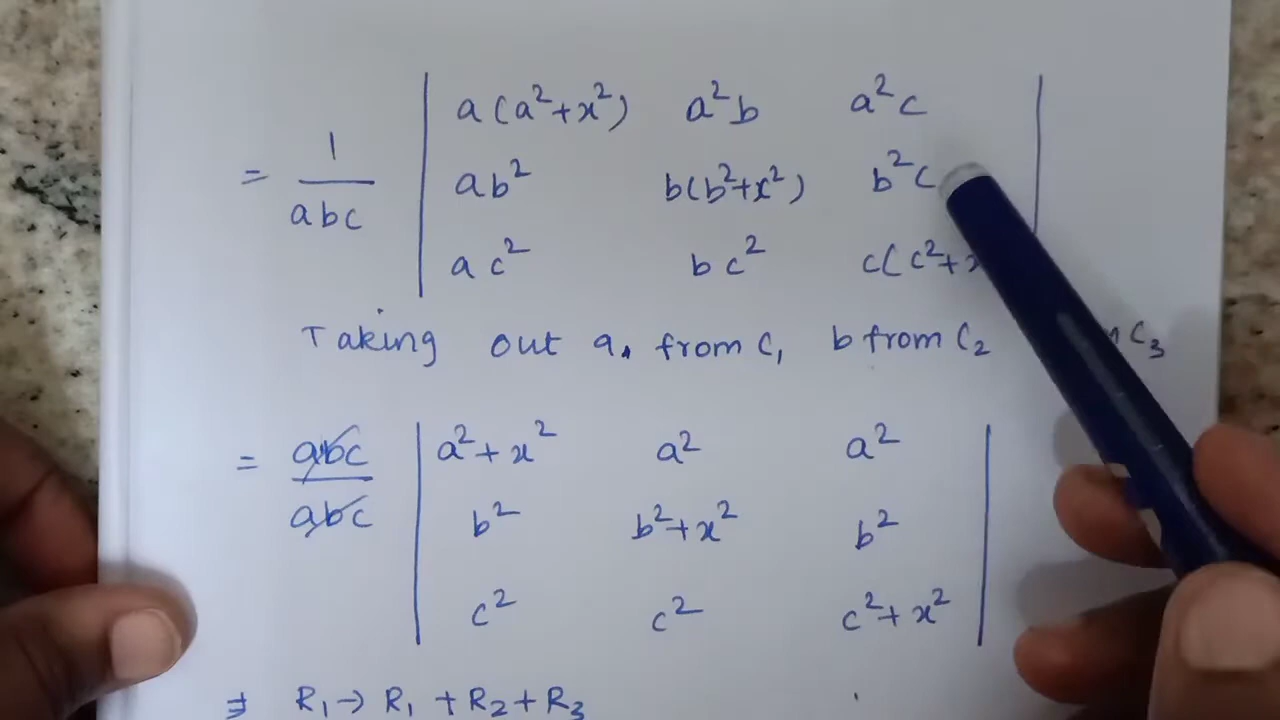 a(a²+x²) a²b a²c
= 1/abc ab² b(b²+x²) b²c
ac² bc² c(c²+
Taking out a, from C₁ b from C₂ C₃
= abc/abc a²+x² a² a²
b² b²+x² b²
c² c² c²+x²
R₁→ R₁ +R₂+R₃